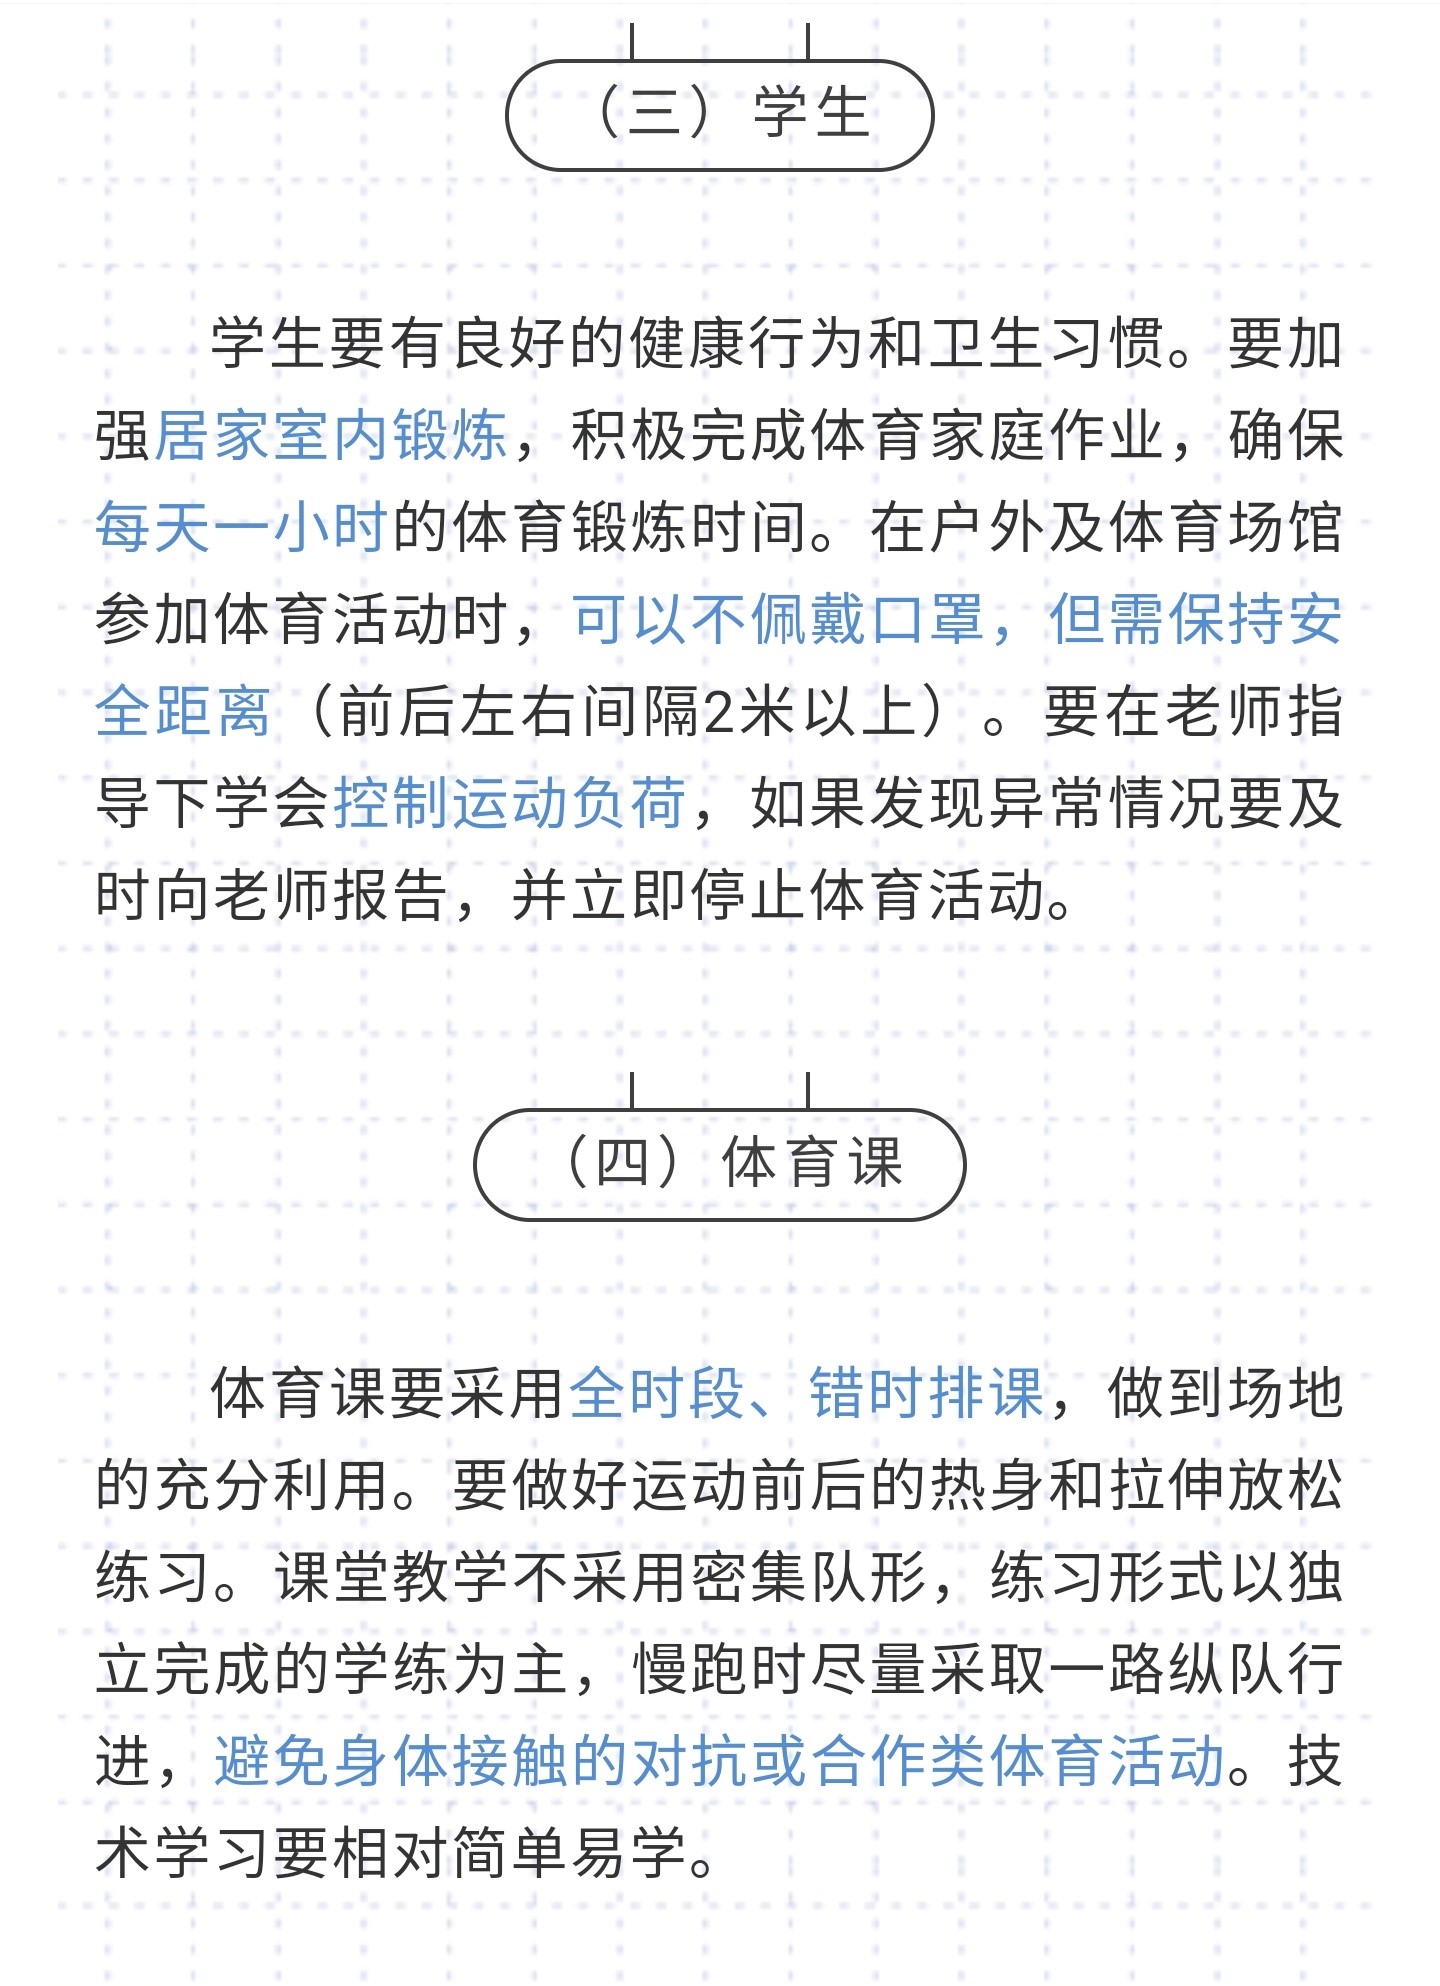 （三）学生
学生要有良好的健康行为和卫生习惯。要加
强居家室内锻炼，积极完成体育家庭作业，确保
每天一小时的体育锻炼时间。在户外及体育场馆
参加体育活动时，可以不佩戴口罩，但需保持安
全距离（前后左右间隔2米以上）。要在老师指
导下学会控制运动负荷，如果发现异常情况要及
时向老师报告，并立即停止体育活动。
（四）体育课
体育课要采用全时段、错时排课，做到场地
的充分利用。要做好运动前后的热身和拉伸放松
练习。课堂教学不采用密集队形，练习形式以独
立完成的学练为主，慢跑时尽量采取一路纵队行
进，避免身体接触的对抗或合作类体育活动。技
术学习要相对简单易学。